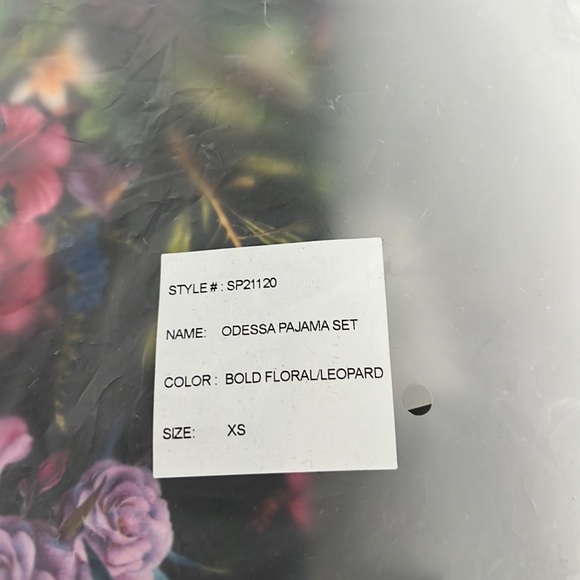 STYLE # : SP21120
NAME: ODESSA PAJAMA SET
COLOR : BOLD FLORAL/LEOPARD
SIZE: XS